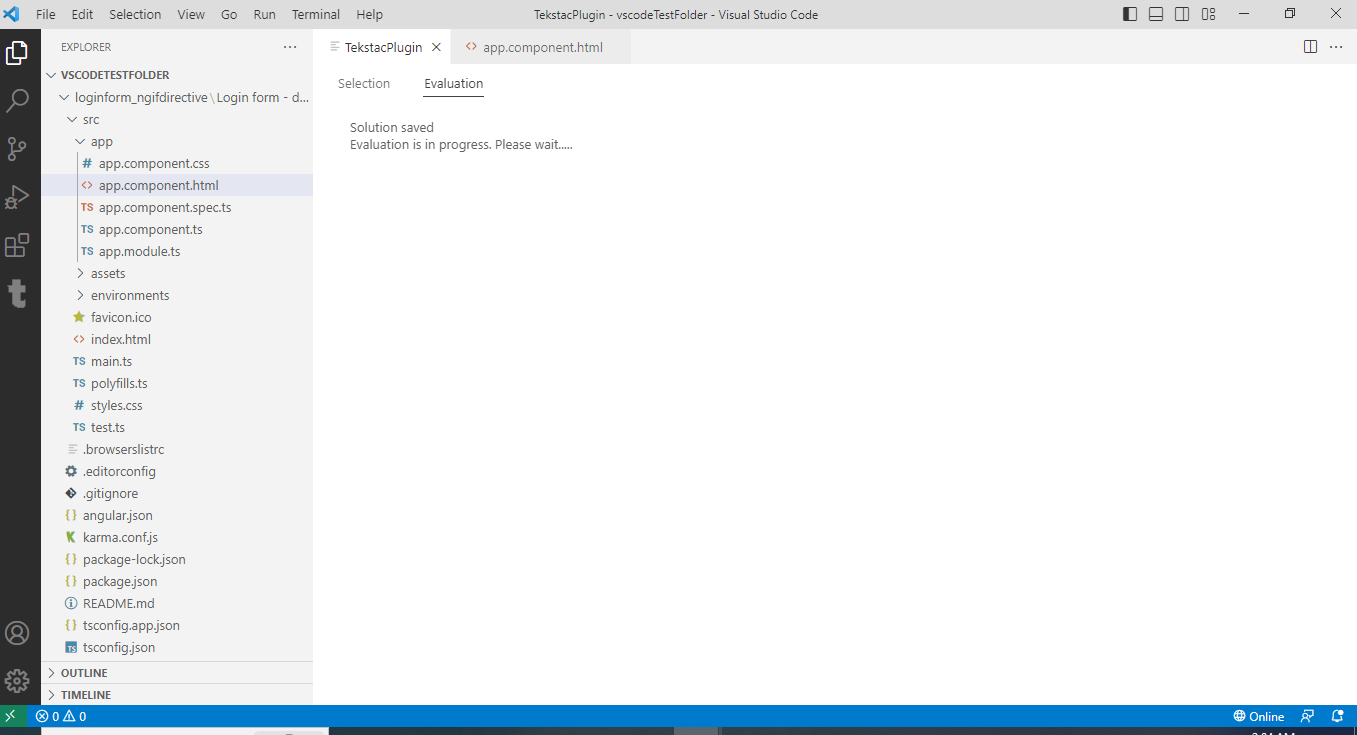 File Edit Selection View Go Run Terminal Help
TekstacPlugin - vscodeTestFolder - Visual Studio Code
EXPLORER
VSCODETESTFOLDER
loginform_ngifdirective\Login form - d...
src
app
# app.component.css
<> app.component.html
TS app.component.spec.ts
TS app.component.ts
TS app.module.ts
assets
environments
favicon.ico
<> index.html
TS main.ts
TS polyfills.ts
# styles.css
TS test.ts
.browserslistrc
.editorconfig
.gitignore
{} angular.json
karma.conf.js
{} package-lock.json
{} package.json
README.md
{} tsconfig.app.json
TS tsconfig.json
OUTLINE
TIMELINE
TekstacPlugin
<> app.component.html
Selection Evaluation
Solution saved
Evaluation is in progress. Please wait.....
0 0
Online